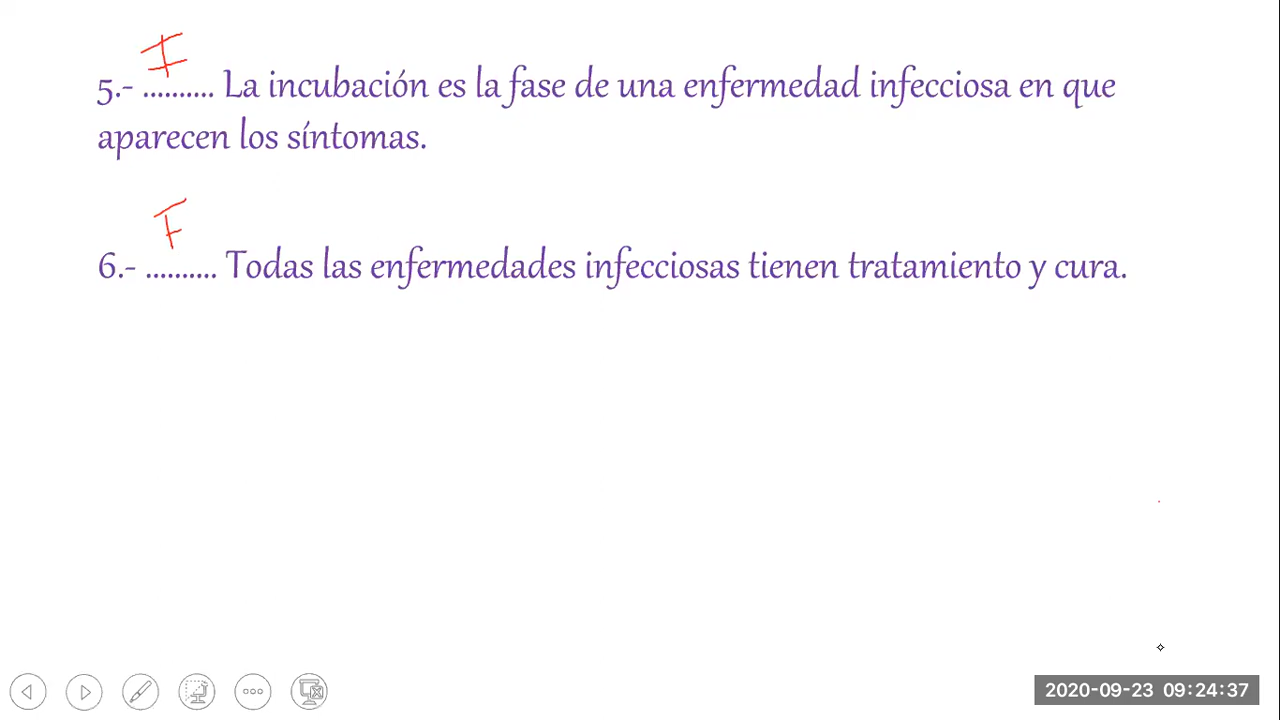 F
5.- .......... La incubación es la fase de una enfermedad infecciosa en que
aparecen los síntomas.
F
6.- .......... Todas las enfermedades infecciosas tienen tratamiento y cura.
2020-09-23 09:24:37